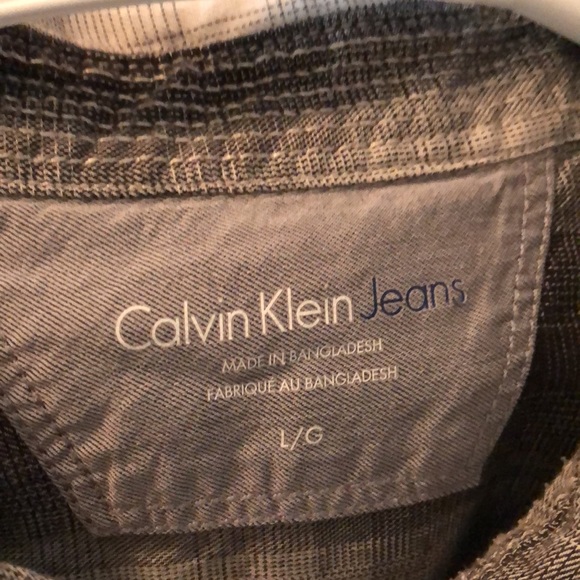 Calvin Klein Jeans
MADE IN BANGLADESH
FABRIQUÉ AU BANGLADESH
L/G